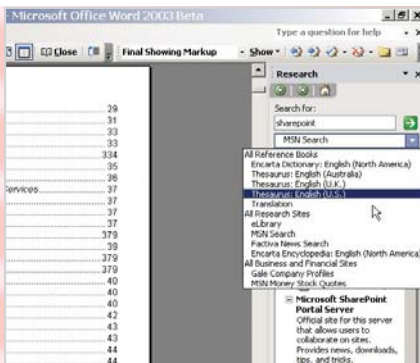 - Microsoft Office Word 2003 Beta
Type a question for help
Close
Final Showing Markup
Show
Research
Search for:
sharepoint
MSN Search
All Reference Books
Encarta Dictionary: English (North America)
Thesaurus: English (Australia)
Thesaurus: English (U.K.)
Thesaurus: English (U.S.)
Translation
All Research Sites
eLibrary
MSN Search
Factiva News Search
Encarta Encyclopedia: English (North America)
All Business and Financial Sites
Gale Company Profiles
MSN Money Stock Quotes
Microsoft SharePoint
Portal Server
Official site for this server
that allows users to
collaborate on sites.
Provides news, downloads,
tips, and tricks.
29
31
33
33
334
35
36
Services 37
37
37
37
379
39
379
379
40
40
40
42
43
43
44
44